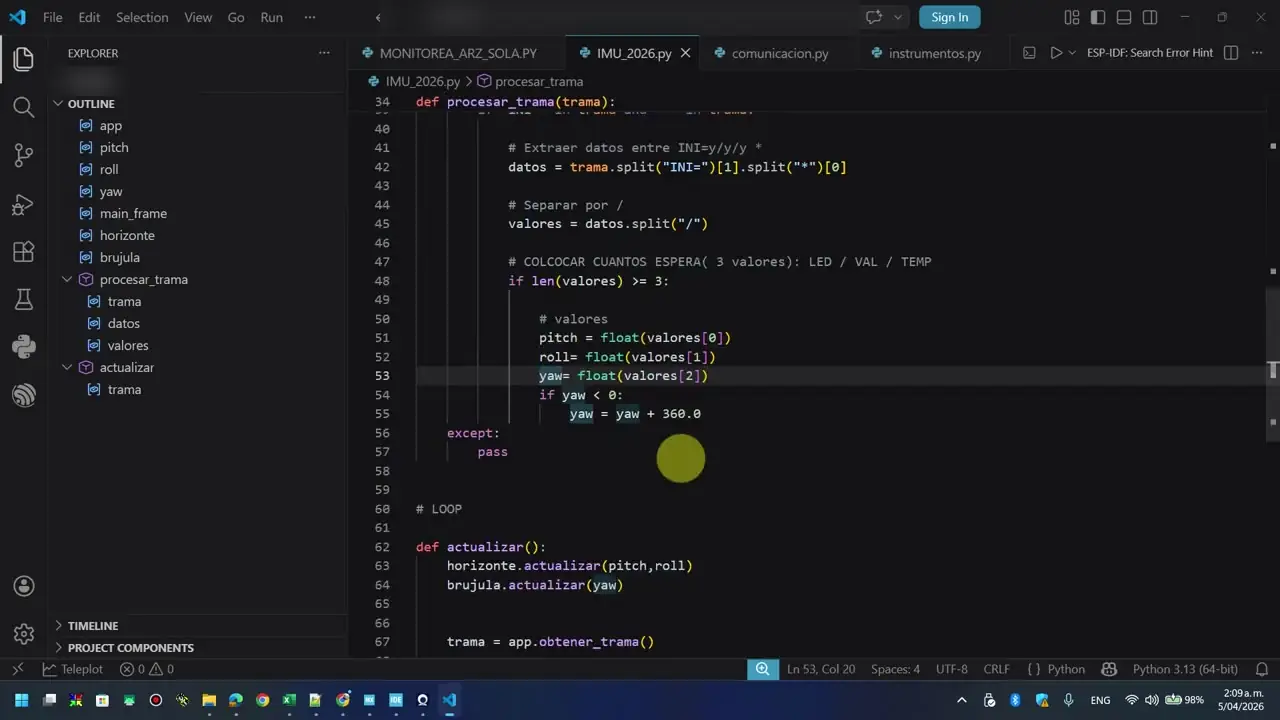 File Edit Selection View Go Run ··· Sign In
EXPLORER ··· MONITOREA_ARZ_SOLA.PY IMU_2026.py comunicacion.py instrumentos.py ESP-IDF: Search Error Hint ···
IMU_2026.py > procesar_trama
OUTLINE
app
pitch
roll
yaw
main_frame
horizonte
brujula
procesar_trama
trama
datos
valores
actualizar
trama
TIMELINE
PROJECT COMPONENTS
34 def procesar_trama(trama):
40
41 # Extraer datos entre INI=y/y/y *
42 datos = trama.split("INI=")[1].split("*")[0]
43
44 # Separar por /
45 valores = datos.split("/")
46
47 # COLCOCAR CUANTOS ESPERA( 3 valores): LED / VAL / TEMP
48 if len(valores) >= 3:
49
50 # valores
51 pitch = float(valores[0])
52 roll= float(valores[1])
53 yaw= float(valores[2])
54 if yaw < 0:
55 yaw = yaw + 360.0
56 except:
57 pass
58
59
60 # LOOP
61
62 def actualizar():
63 horizonte.actualizar(pitch,roll)
64 brujula.actualizar(yaw)
65
66
67 trama = app.obtener_trama()
Teleplot 0 0 Ln 53, Col 20 Spaces: 4 UTF-8 CRLF { } Python Python 3.13 (64-bit)
ENG 98% 2:09 a. m.
5/04/2026